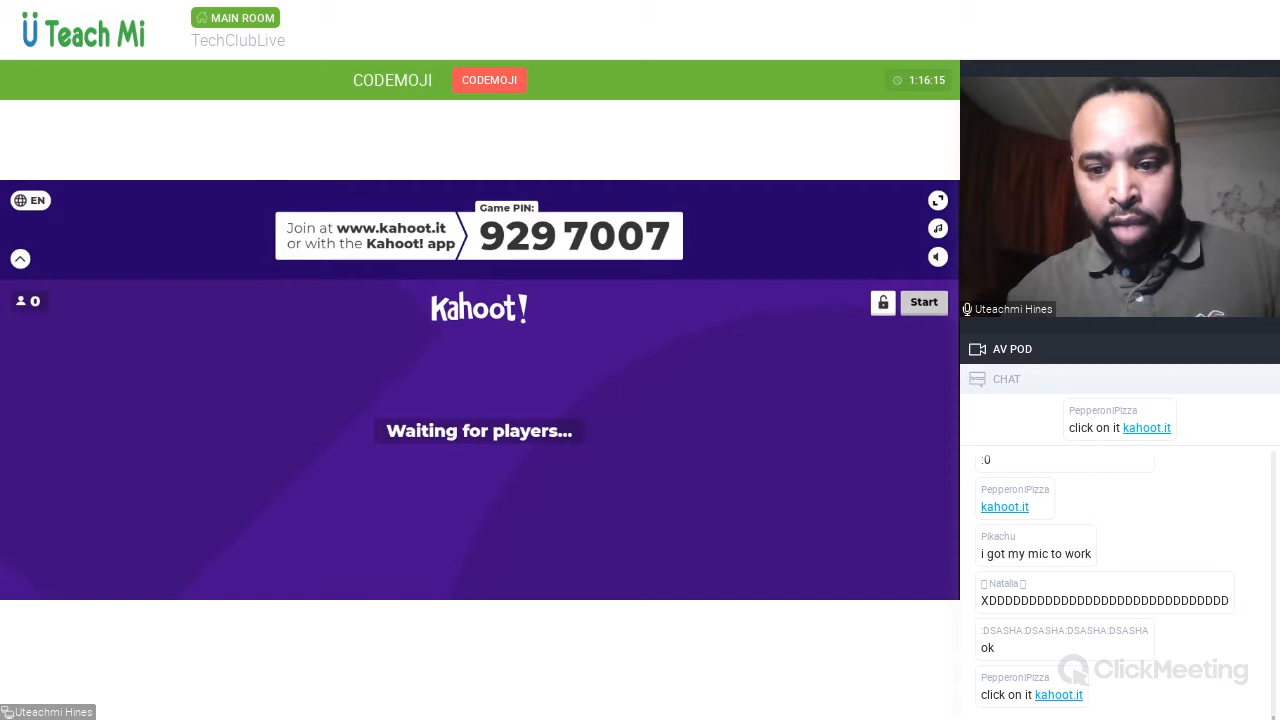 Ü Teach Mi
MAIN ROOM
TechClubLive
CODEMOJI
CODEMOJI
1:16:15
EN
Join at www.kahoot.it
or with the Kahoot! app
Game PIN:
929 7007
0
Kahoot!
Start
Waiting for players...
Uteachmi Hines
AV POD
CHAT
PepperoniPizza
click on it kahoot.it
:0
PepperoniPizza
kahoot.it
Pikachu
i got my mic to work
Natalia
XDDDDDDDDDDDDDDDDDDDDDDDDDDDDDD
:DSASHA:DSASHA:DSASHA:DSASHA
ok
PepperoniPizza
click on it kahoot.it
ClickMeeting
Uteachmi Hines